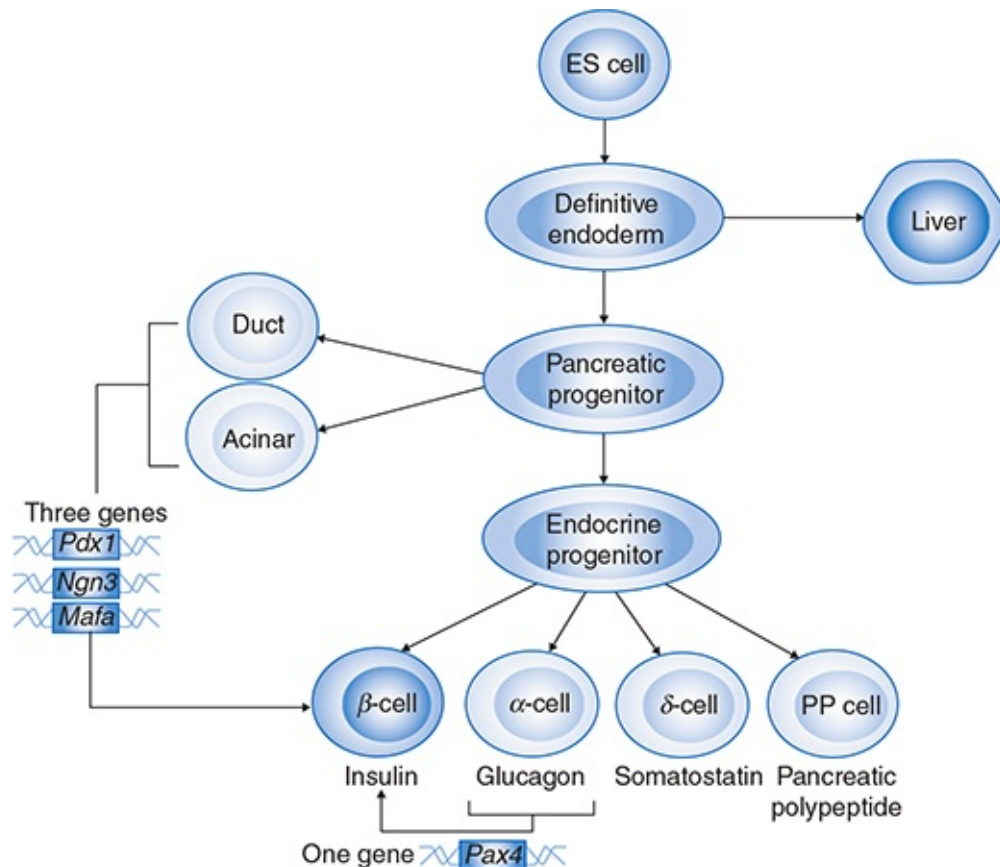 ES cell
Definitive
endoderm
Liver
Duct
Pancreatic
progenitor
Acinar
Three genes
Pdx1
Ngn3
Mafa
Endocrine
progenitor
β-cell
α-cell
δ-cell
PP cell
Insulin
Glucagon
Somatostatin
Pancreatic
polypeptide
One gene
Pax4